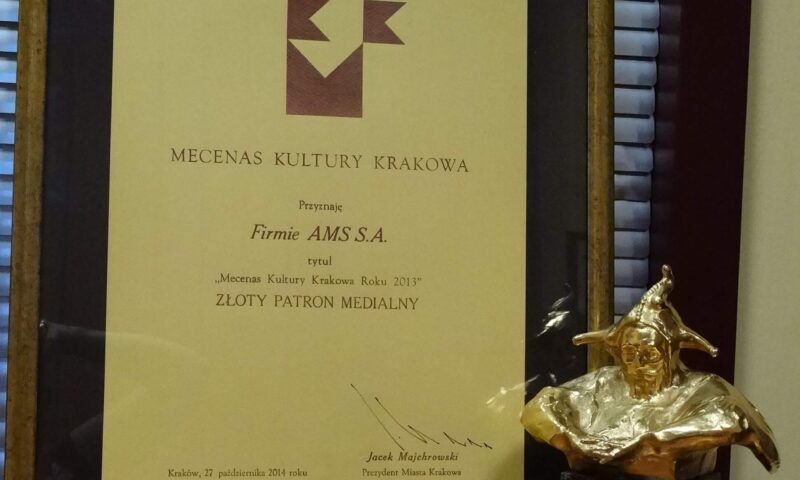 MECENAS KULTURY KRAKOWA
Przyznaję
Firmie AMS S.A.
tytuł
„Mecenas Kultury Krakowa Roku 2013”
ZŁOTY PATRON MEDIALNY
Jacek Majchrowski
Kraków, 27 października 2014 roku Prezydent Miasta Krakowa